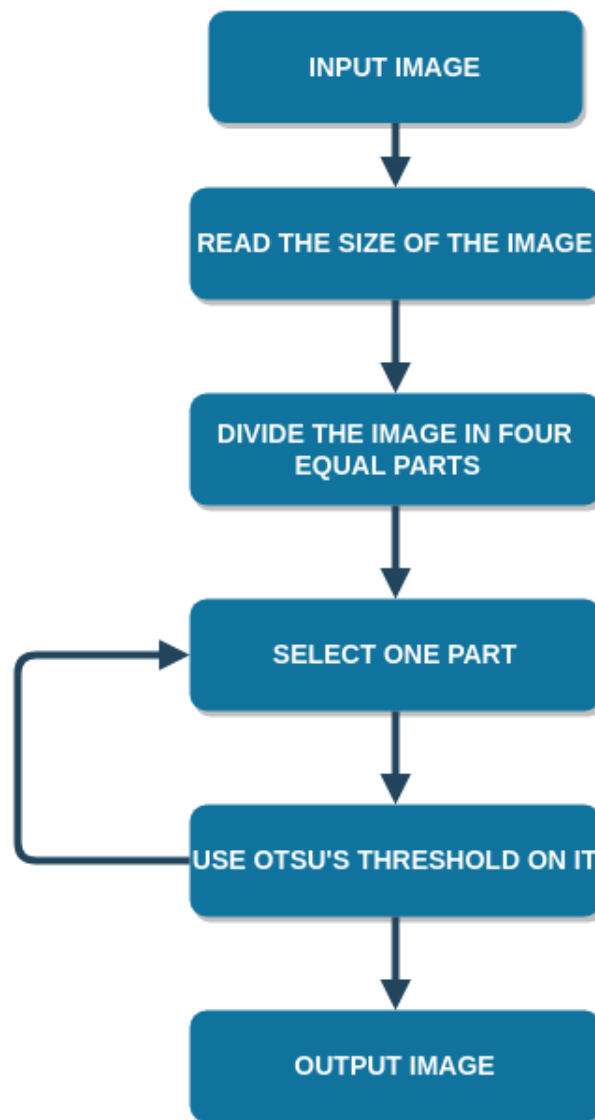 INPUT IMAGE
READ THE SIZE OF THE IMAGE
DIVIDE THE IMAGE IN FOUR
EQUAL PARTS
SELECT ONE PART
USE OTSU'S THRESHOLD ON IT
OUTPUT IMAGE